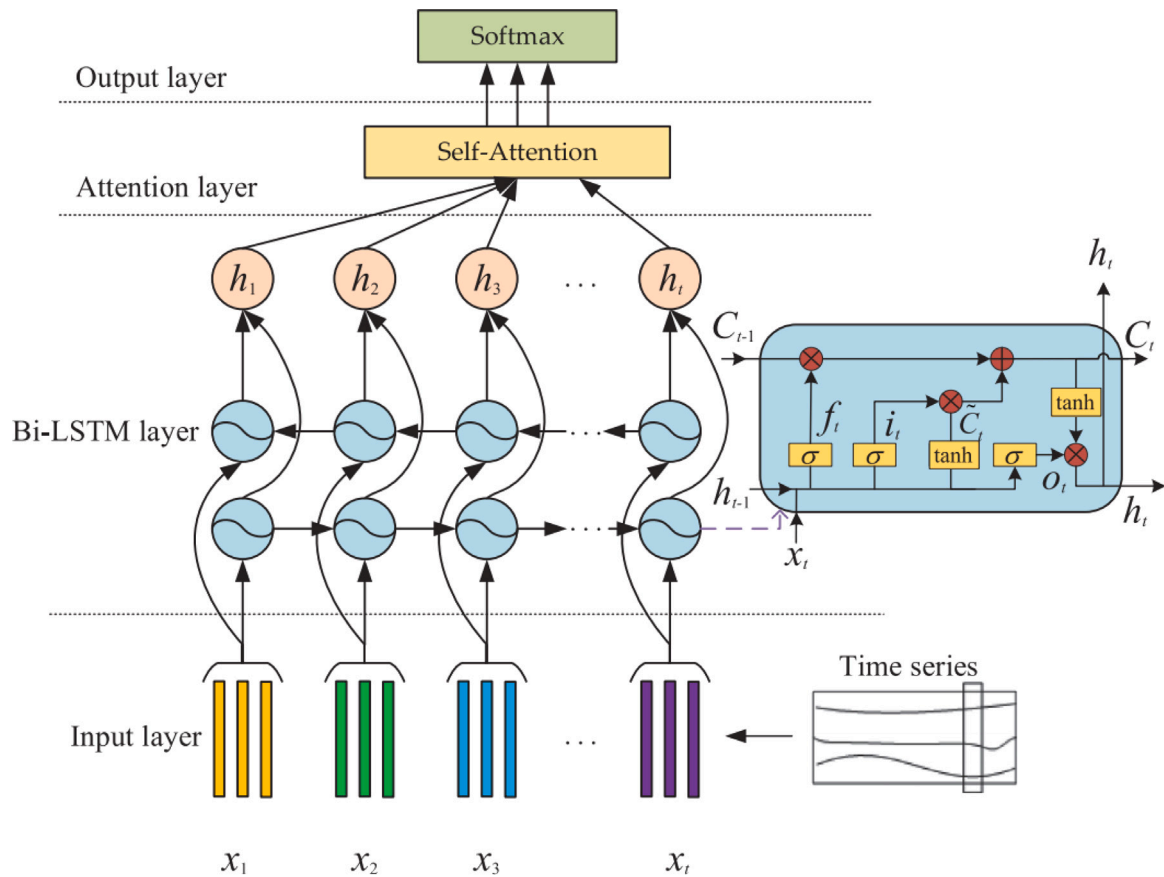 Softmax
Output layer
Self-Attention
Attention layer
h₁ h₂ h₃ ... hₜ
hₜ
Cₜ₋₁ Cₜ
Bi-LSTM layer
fₜ iₜ C̃ₜ tanh
σ σ tanh σ
hₜ₋₁ oₜ hₜ
xₜ
Time series
Input layer ...
x₁ x₂ x₃ xₜ